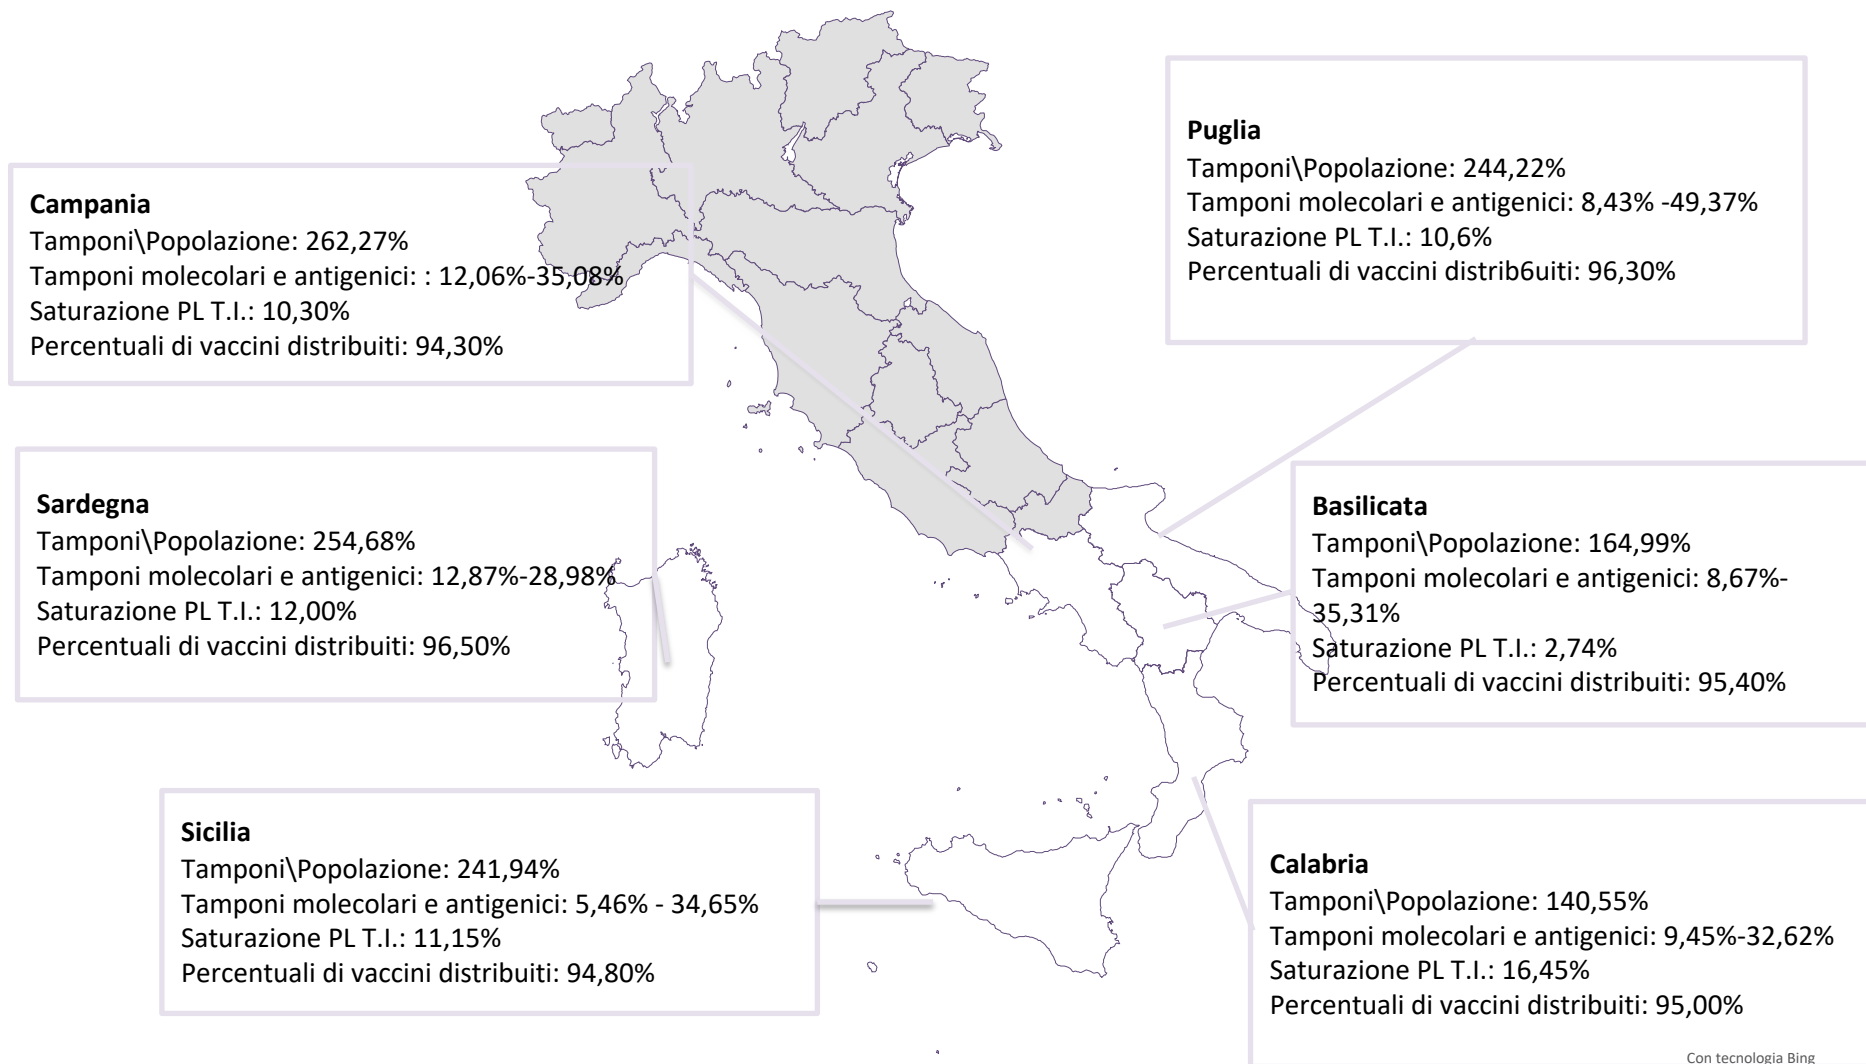 Campania
Tamponi\Popolazione: 262,27%
Tamponi molecolari e antigenici: : 12,06%-35,08%
Saturazione PL T.I.: 10,30%
Percentuali di vaccini distribuiti: 94,30%
Puglia
Tamponi\Popolazione: 244,22%
Tamponi molecolari e antigenici: 8,43% -49,37%
Saturazione PL T.I.: 10,6%
Percentuali di vaccini distrib6uiti: 96,30%
Sardegna
Tamponi\Popolazione: 254,68%
Tamponi molecolari e antigenici: 12,87%-28,98%
Saturazione PL T.I.: 12,00%
Percentuali di vaccini distribuiti: 96,50%
Basilicata
Tamponi\Popolazione: 164,99%
Tamponi molecolari e antigenici: 8,67%-
35,31%
Saturazione PL T.I.: 2,74%
Percentuali di vaccini distribuiti: 95,40%
Sicilia
Tamponi\Popolazione: 241,94%
Tamponi molecolari e antigenici: 5,46% - 34,65%
Saturazione PL T.I.: 11,15%
Percentuali di vaccini distribuiti: 94,80%
Calabria
Tamponi\Popolazione: 140,55%
Tamponi molecolari e antigenici: 9,45%-32,62%
Saturazione PL T.I.: 16,45%
Percentuali di vaccini distribuiti: 95,00%
Con tecnologia Bing